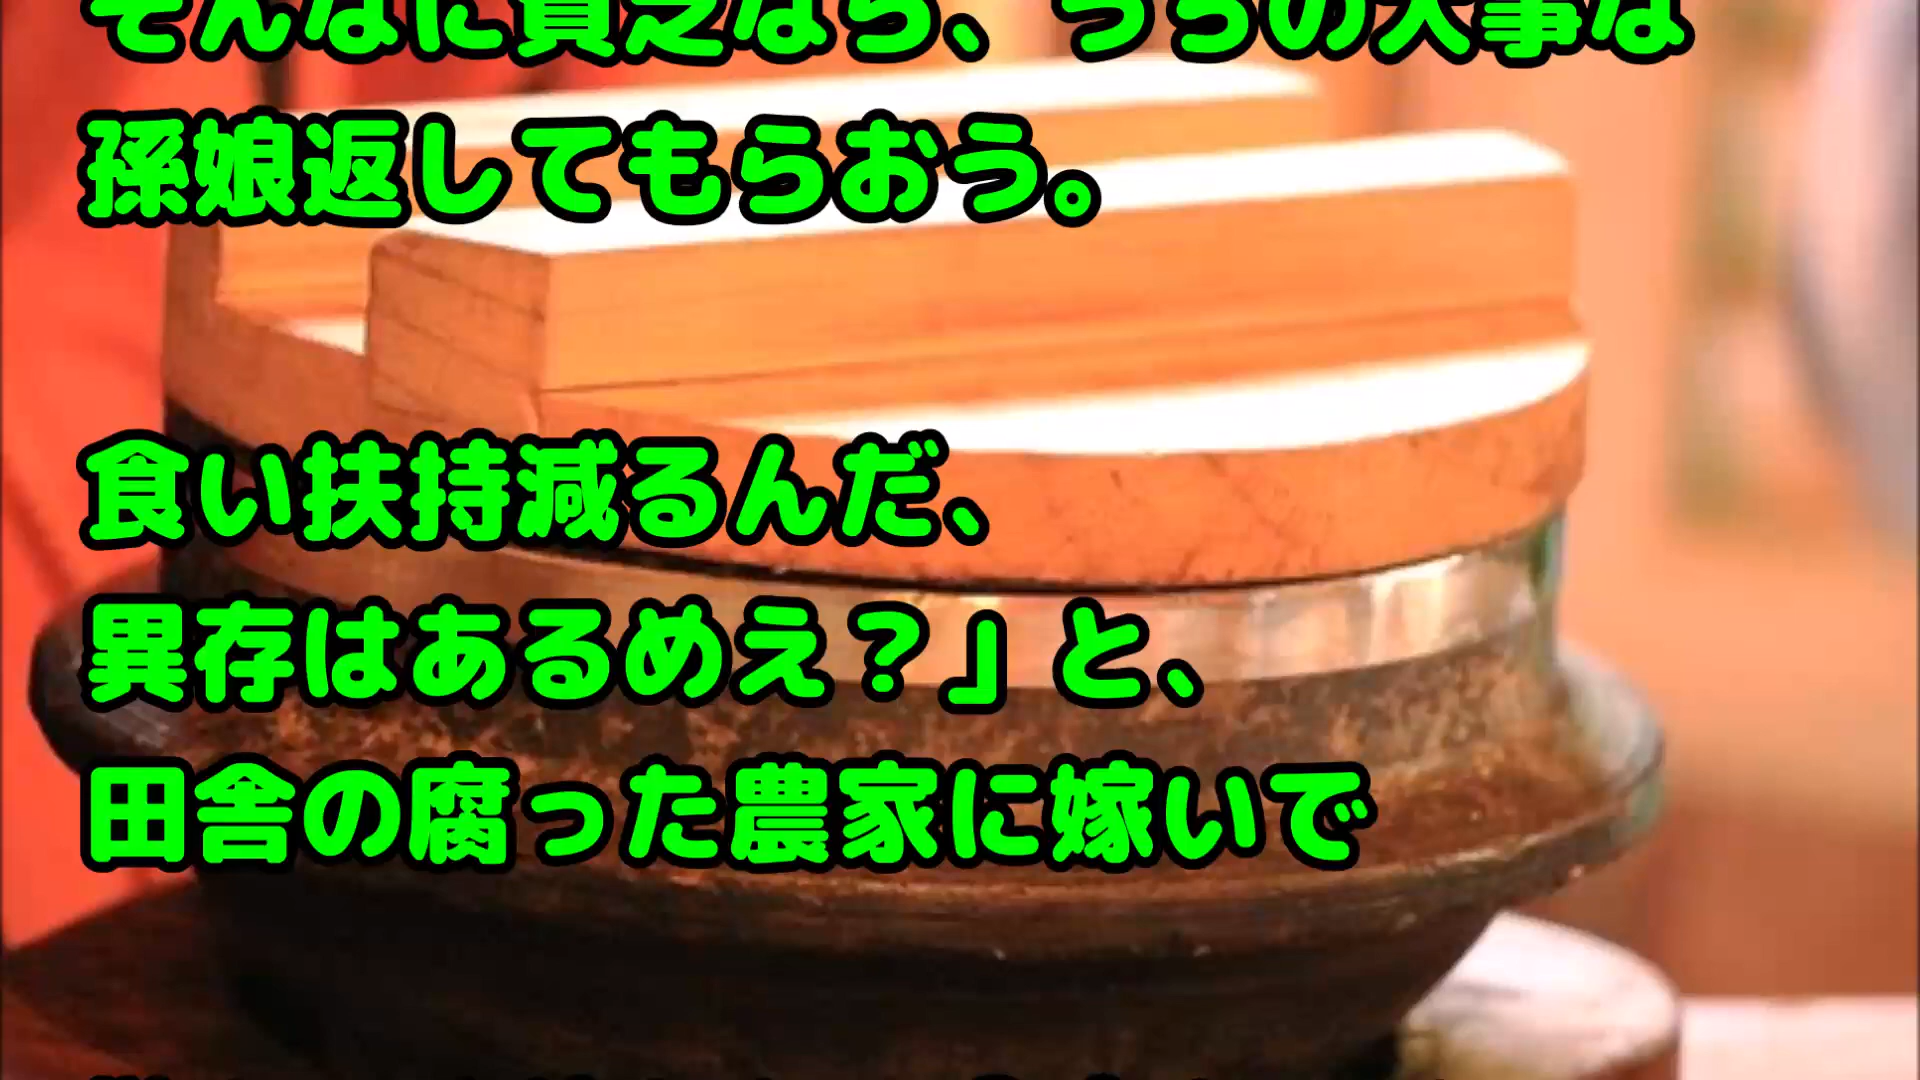 そんなに貧乏なら、うちの大事な
孫娘返してもらおう。
食い扶持減るんだ、
異存はあるめえ？」と、
田舎の腐った農家に嫁いで